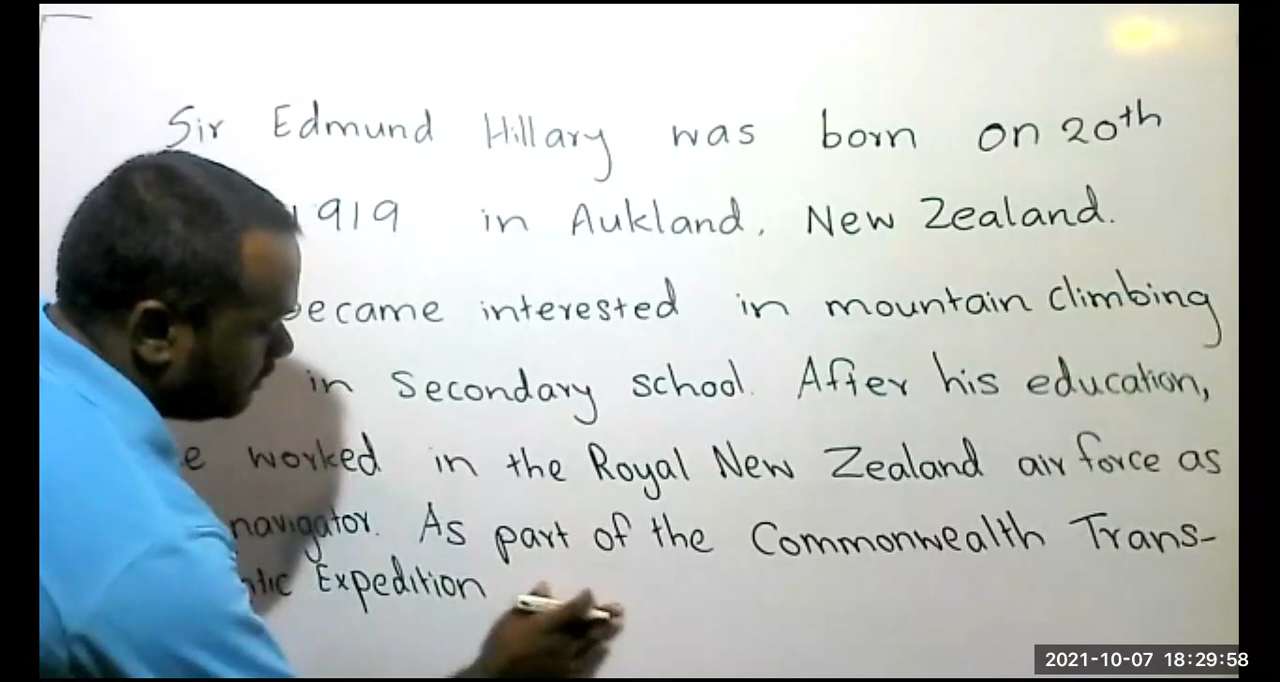 Sir Edmund Hillary was born on 20th
1919 in Aukland, New Zealand.
ecame interested in mountain climbing
in Secondary school. After his education,
e worked in the Royal New Zealand air force as
navigator. As part of the Commonwealth Trans-
tic Expedition
2021-10-07 18:29:58